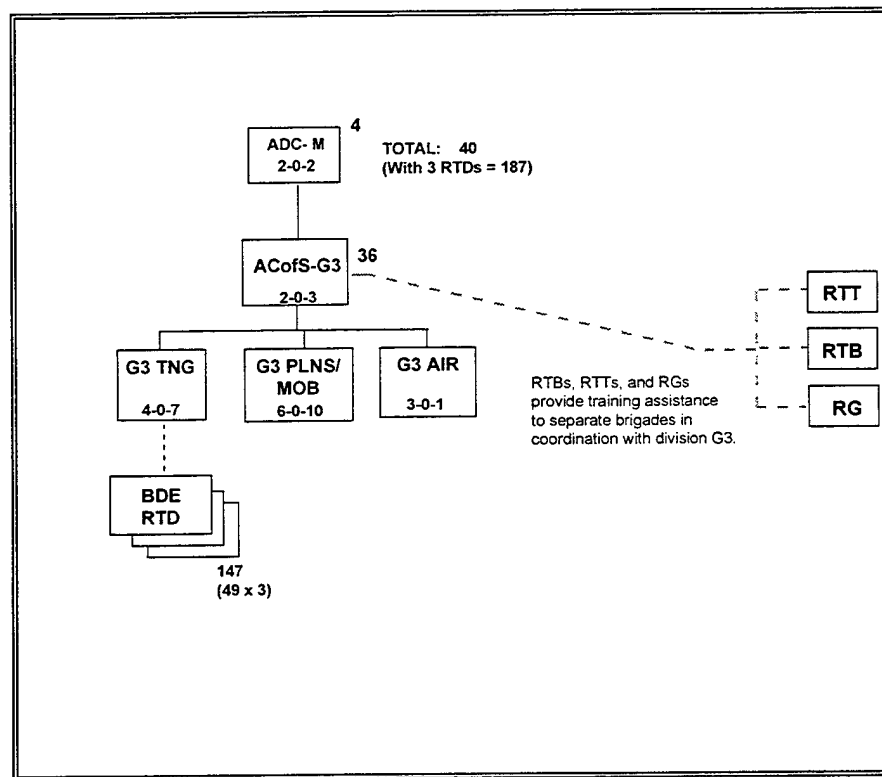 ADC- M
2-0-2
4
TOTAL: 40
(With 3 RTDs = 187)
ACofS-G3
2-0-3
36
G3 TNG
4-0-7
G3 PLNS/
MOB
6-0-10
G3 AIR
3-0-1
RTT
RTB
RG
RTBs, RTTs, and RGs
provide training assistance
to separate brigades in
coordination with division G3.
BDE
RTD
147
(49 x 3)